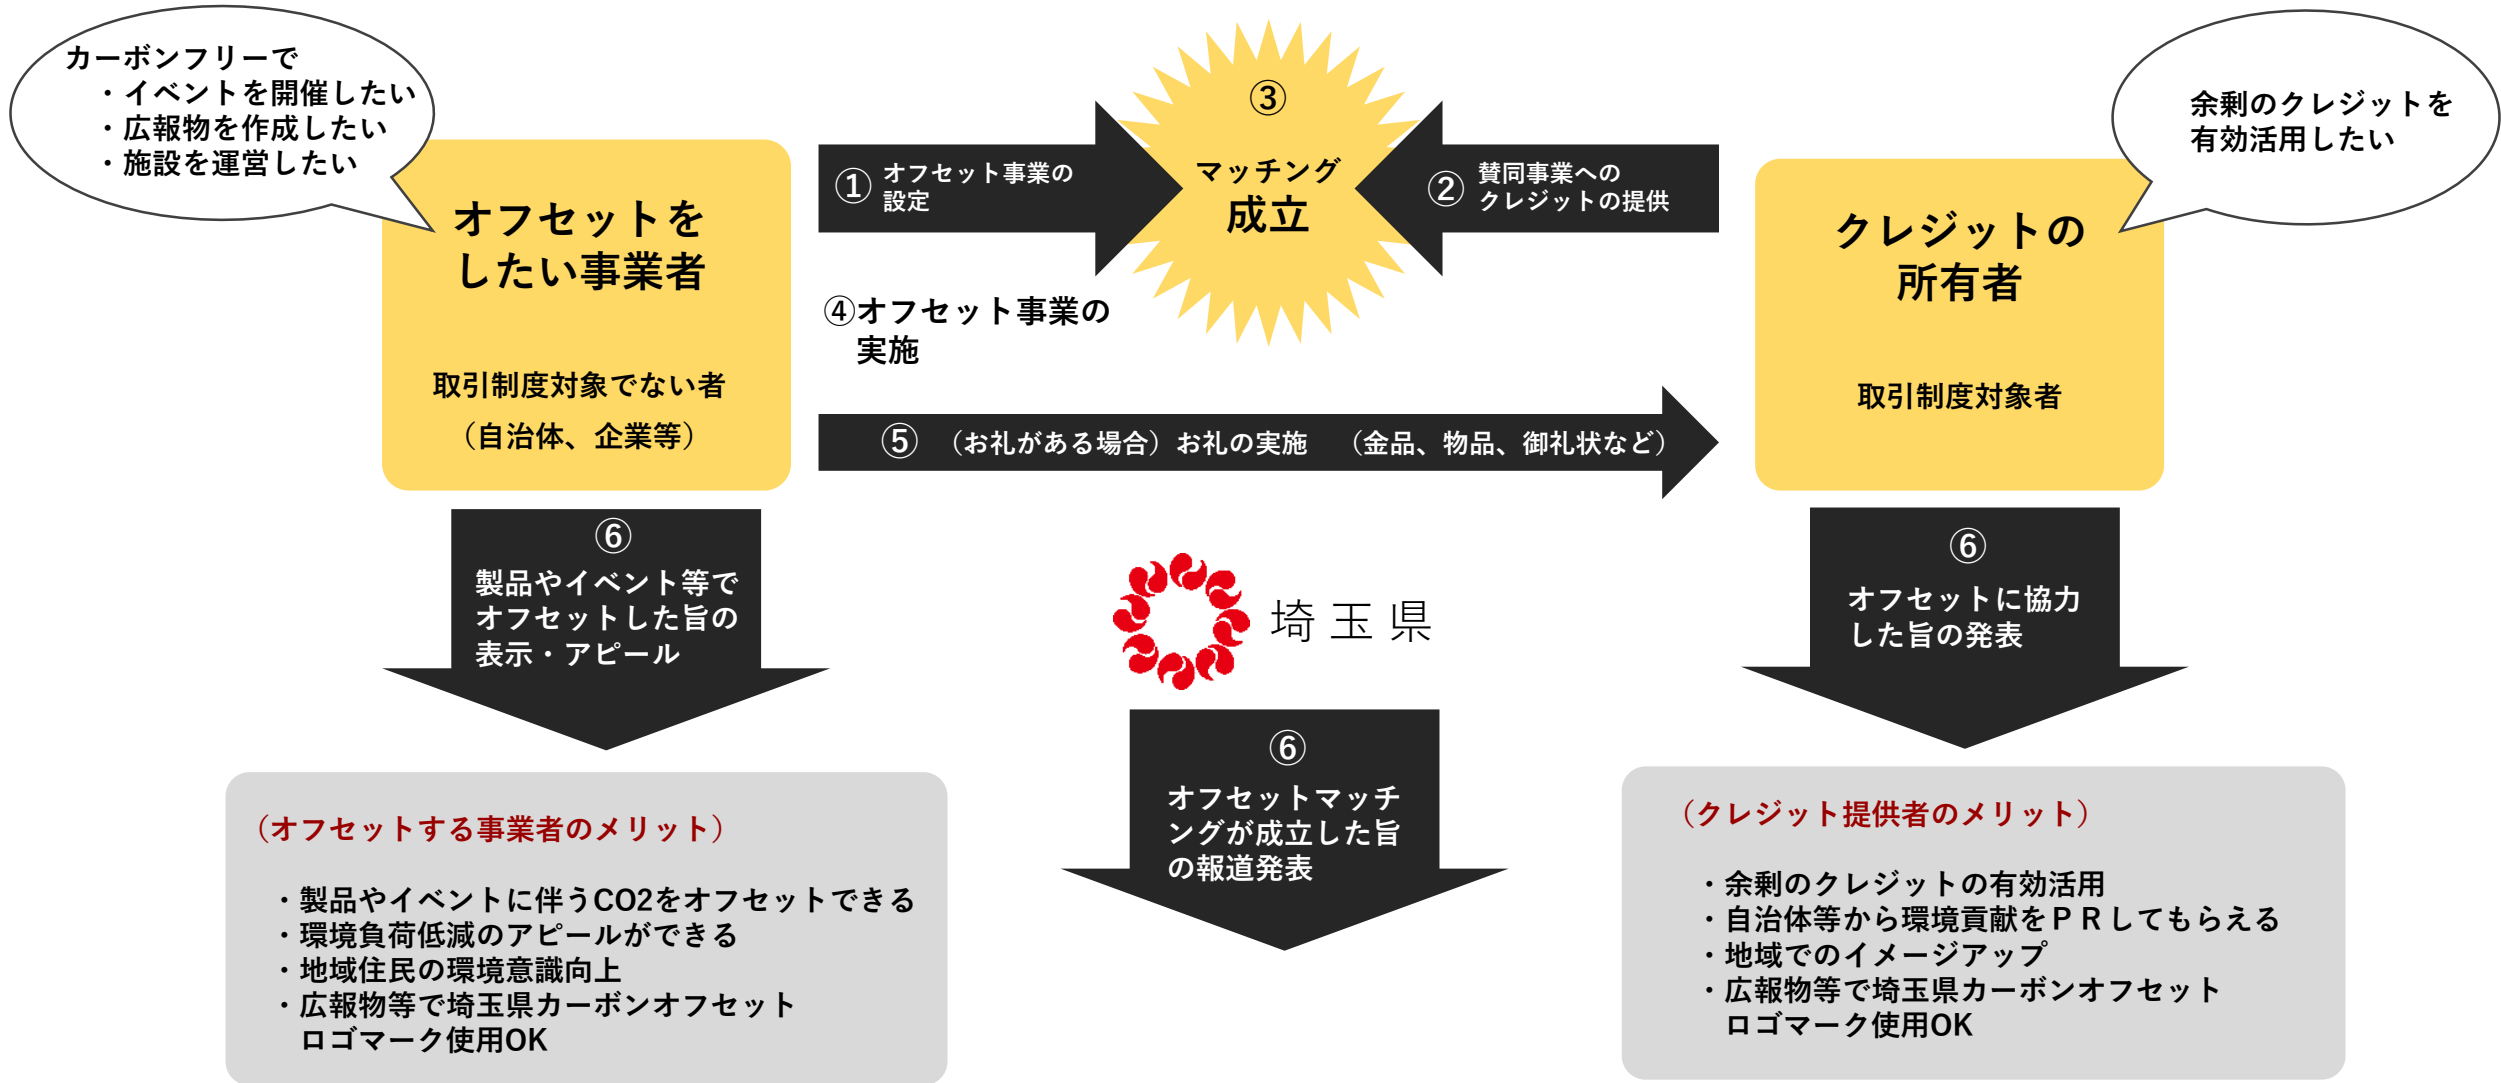 カーボンフリーで
・イベントを開催したい
・広報物を作成したい
・施設を運営したい
オフセットを
したい事業者
取引制度対象でない者
（自治体、企業等）
① オフセット事業の
設定
③
マッチング
成立
② 賛同事業への
クレジットの提供
余剰のクレジットを
有効活用したい
クレジットの
所有者
取引制度対象者
④オフセット事業の
実施
⑤ （お礼がある場合）お礼の実施 （金品、物品、御礼状など）
⑥
製品やイベント等で
オフセットした旨の
表示・アピール
埼玉県
⑥
オフセットマッチ
ングが成立した旨
の報道発表
⑥
オフセットに協力
した旨の発表
（オフセットする事業者のメリット）
・製品やイベントに伴うCO2をオフセットできる
・環境負荷低減のアピールができる
・地域住民の環境意識向上
・広報物等で埼玉県カーボンオフセット
ロゴマーク使用OK
（クレジット提供者のメリット）
・余剰のクレジットの有効活用
・自治体等から環境貢献をＰＲしてもらえる
・地域でのイメージアップ
・広報物等で埼玉県カーボンオフセット
ロゴマーク使用OK